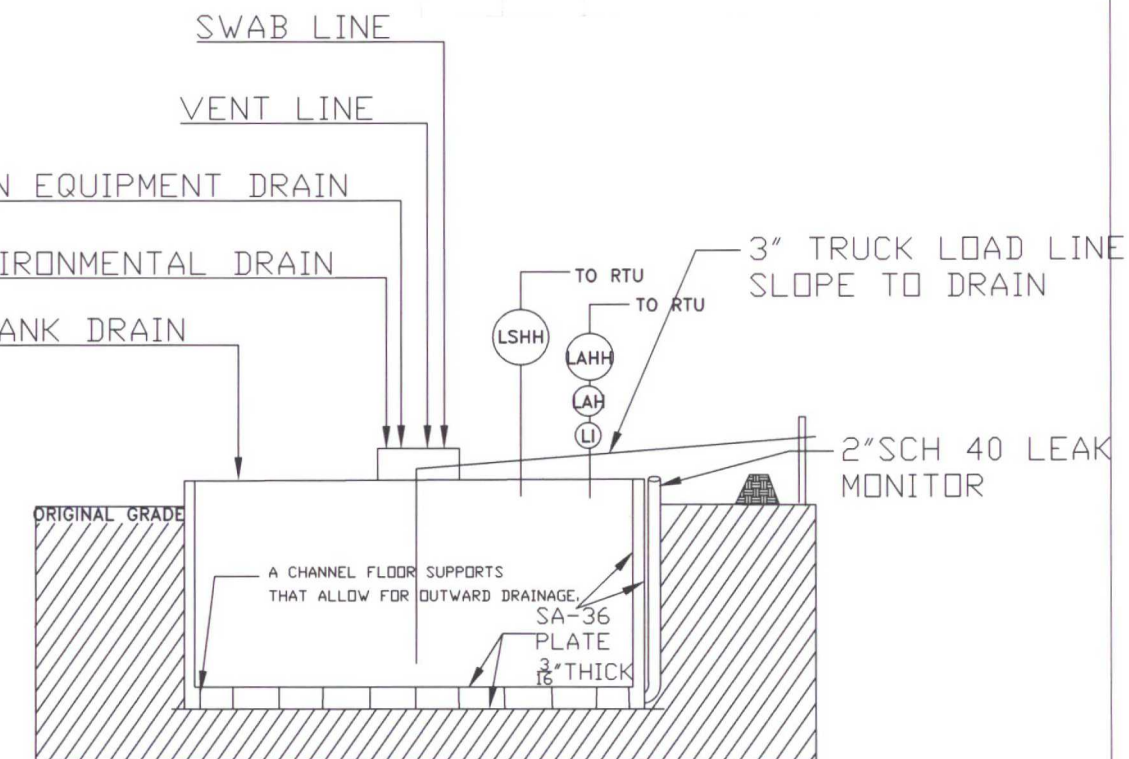 SWAB LINE
VENT LINE
N EQUIPMENT DRAIN
IRONMENTAL DRAIN
ANK DRAIN
TO RTU
TO RTU
LSHH
LAHH
LAH
LI
3" TRUCK LOAD LINE
SLOPE TO DRAIN
2"SCH 40 LEAK
MONITOR
ORIGINAL GRADE
A CHANNEL FLOOR SUPPORTS
THAT ALLOW FOR OUTWARD DRAINAGE.
SA-36
PLATE
3/16"THICK